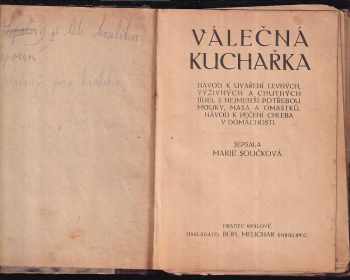 VÁLEČNÁ
KUCHAŘKA
NÁVOD K UVAŘENÍ LEVNÝCH,
VÝŽIVNÝCH A CHUTNÝCH
JÍDEL S NEJMENŠÍ POTŘEBOU
MOUKY, MASA A OMASTKŮ.
NÁVOD K PEČENÍ CHLEBA
V DOMÁCNOSTI.
SEPSALA
MARIE SOUČKOVÁ.
HRADEC KRÁLOVÉ
NAKLADATEL BOH. MELICHAR KNIHKUPEC.